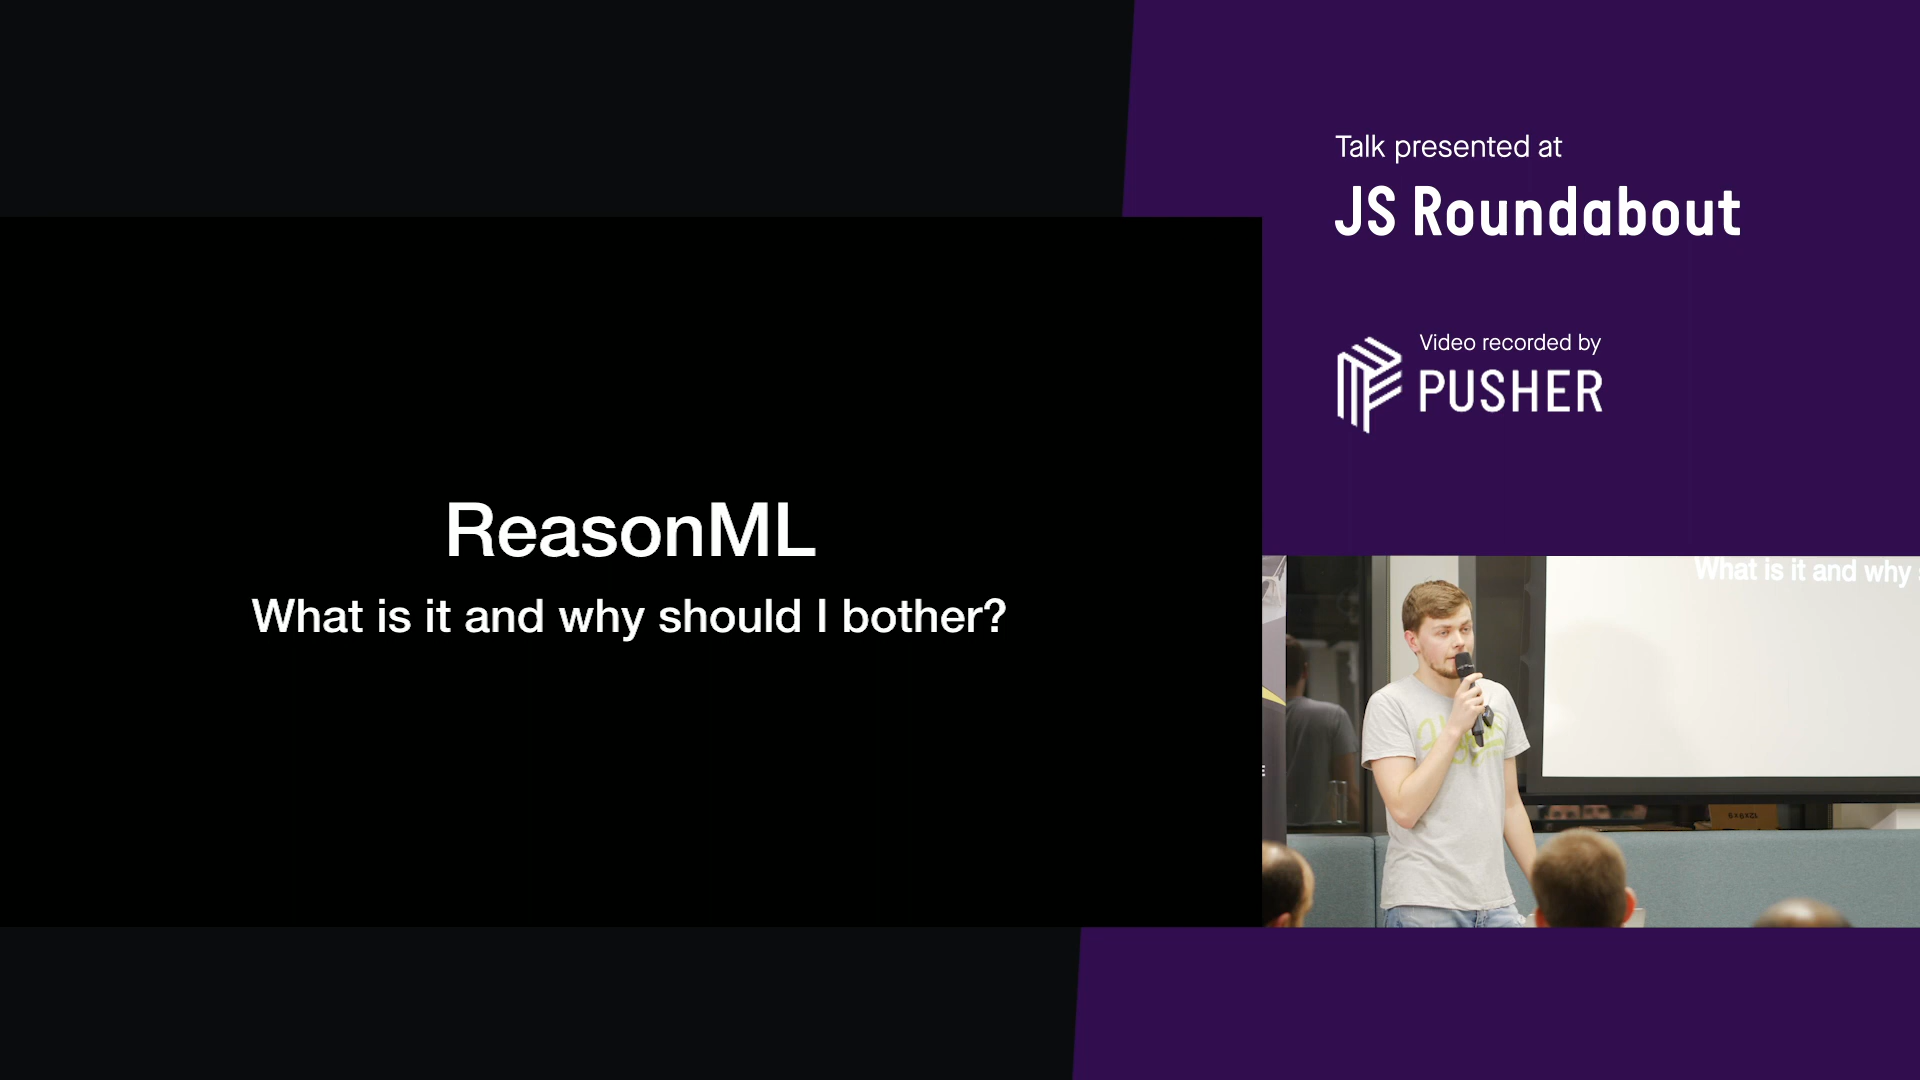 Talk presented at
JS Roundabout
Video recorded by
PUSHER
ReasonML
What is it and why should I bother?
What is it and why